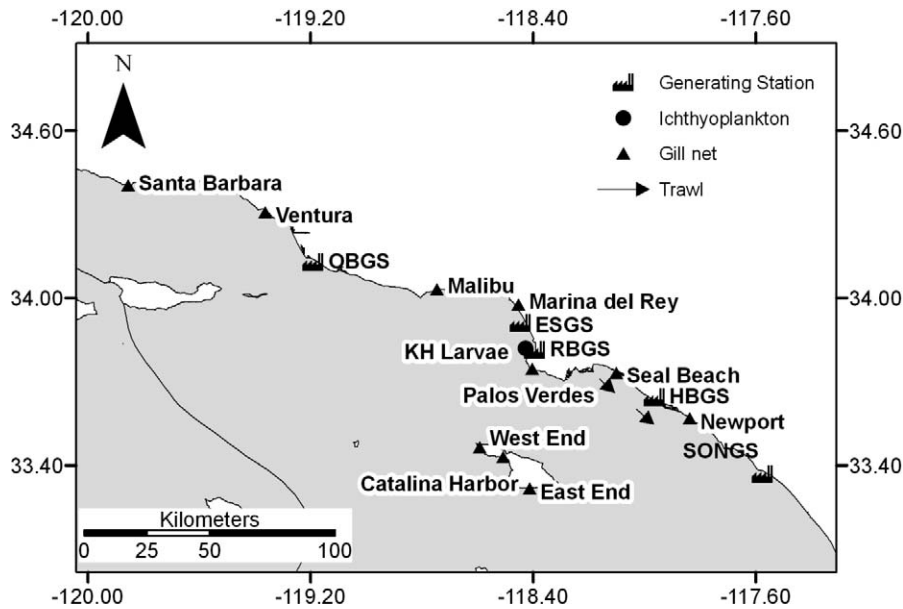 -120.00 -119.20 -118.40 -117.60
N
Generating Station
Ichthyoplankton
Gill net
Trawl
34.60 34.60
Santa Barbara
Ventura
OBGS
34.00 34.00
Malibu
Marina del Rey
ESGS
KH Larvae RBGS
Palos Verdes Seal Beach
HBGS
Newport
West End SONGS
33.40 33.40
Catalina Harbor East End
Kilometers
0 25 50 100
-120.00 -119.20 -118.40 -117.60